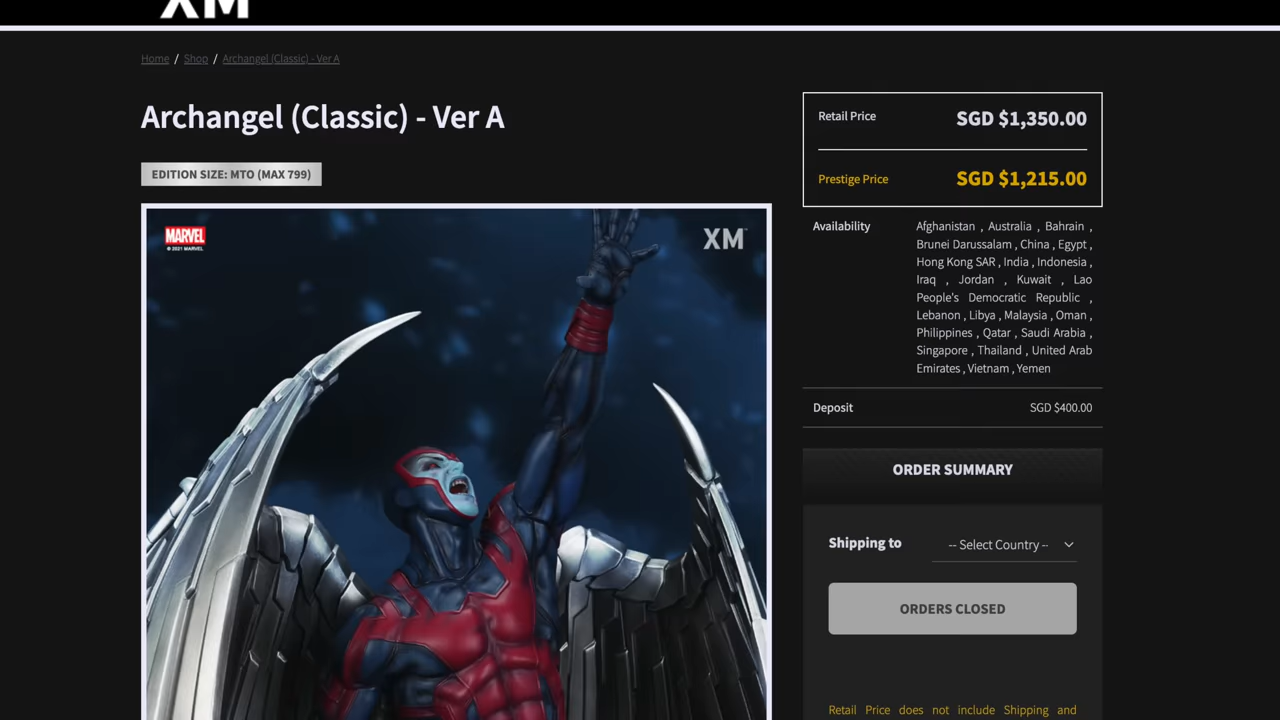 XM
Home / Shop / Archangel (Classic) - Ver A
Archangel (Classic) - Ver A
EDITION SIZE: MTO (MAX 799)
MARVEL
© 2021 MARVEL
XM
Retail Price SGD $1,350.00
Prestige Price SGD $1,215.00
Availability Afghanistan , Australia , Bahrain ,
Brunei Darussalam , China , Egypt ,
Hong Kong SAR , India , Indonesia ,
Iraq , Jordan , Kuwait , Lao
People's Democratic Republic ,
Lebanon , Libya , Malaysia , Oman ,
Philippines , Qatar , Saudi Arabia ,
Singapore , Thailand , United Arab
Emirates , Vietnam , Yemen
Deposit SGD $400.00
ORDER SUMMARY
Shipping to -- Select Country --
ORDERS CLOSED
Retail Price does not include Shipping and